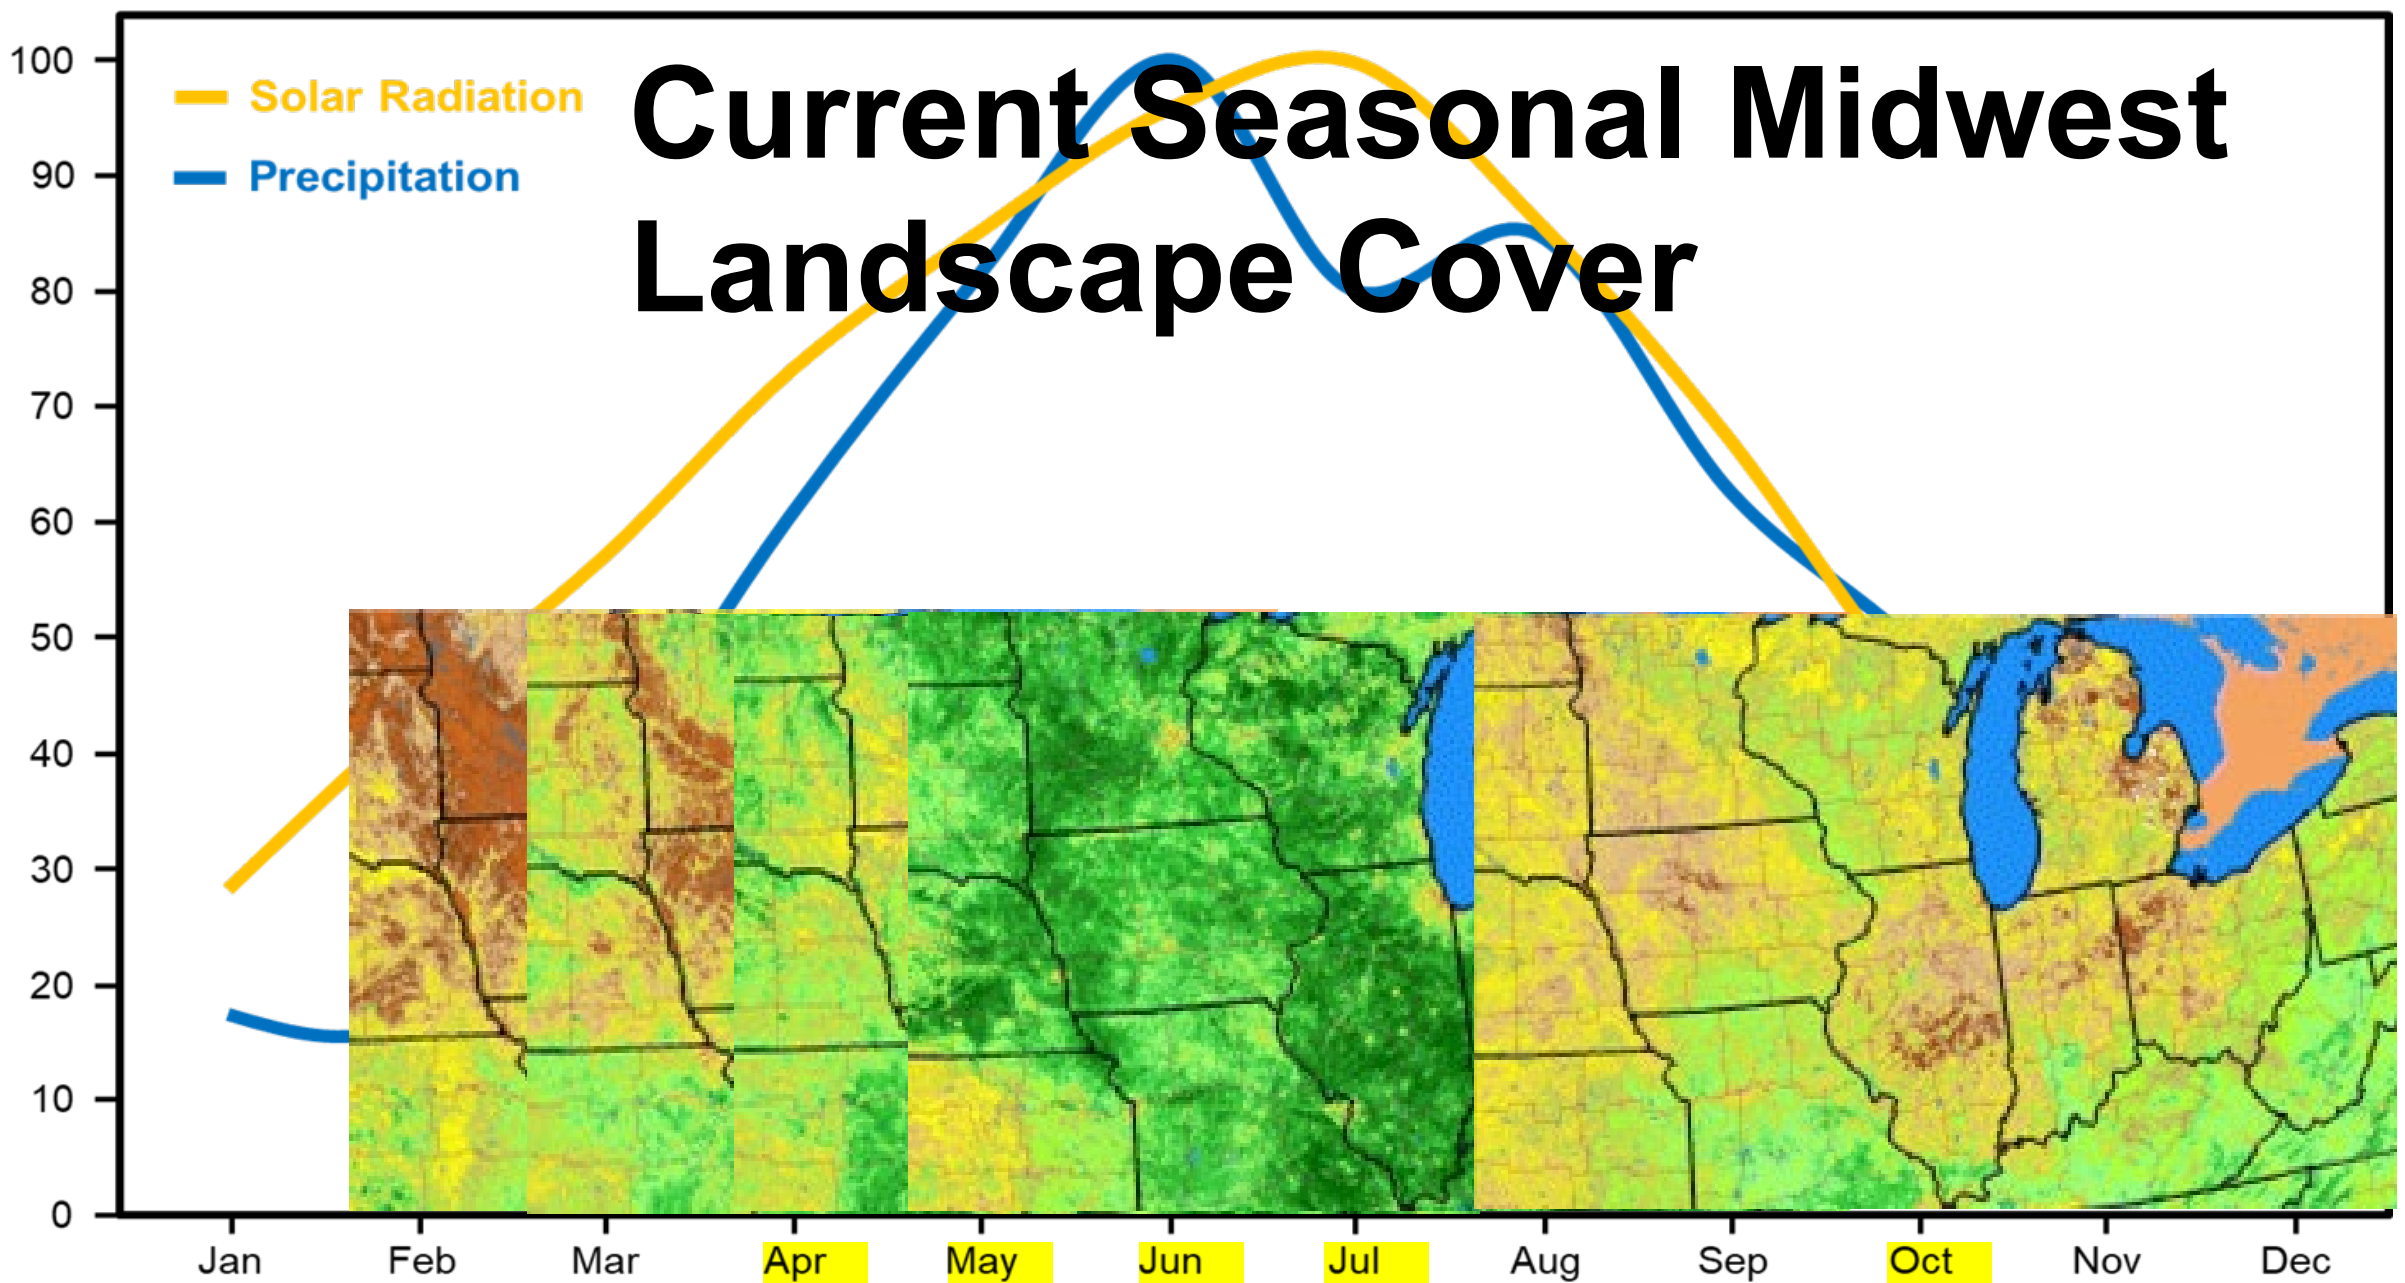 Current Seasonal Midwest
Landscape Cover
Solar Radiation
Precipitation
100
90
80
70
60
50
40
30
20
10
0
Jan Feb Mar Apr May Jun Jul Aug Sep Oct Nov Dec